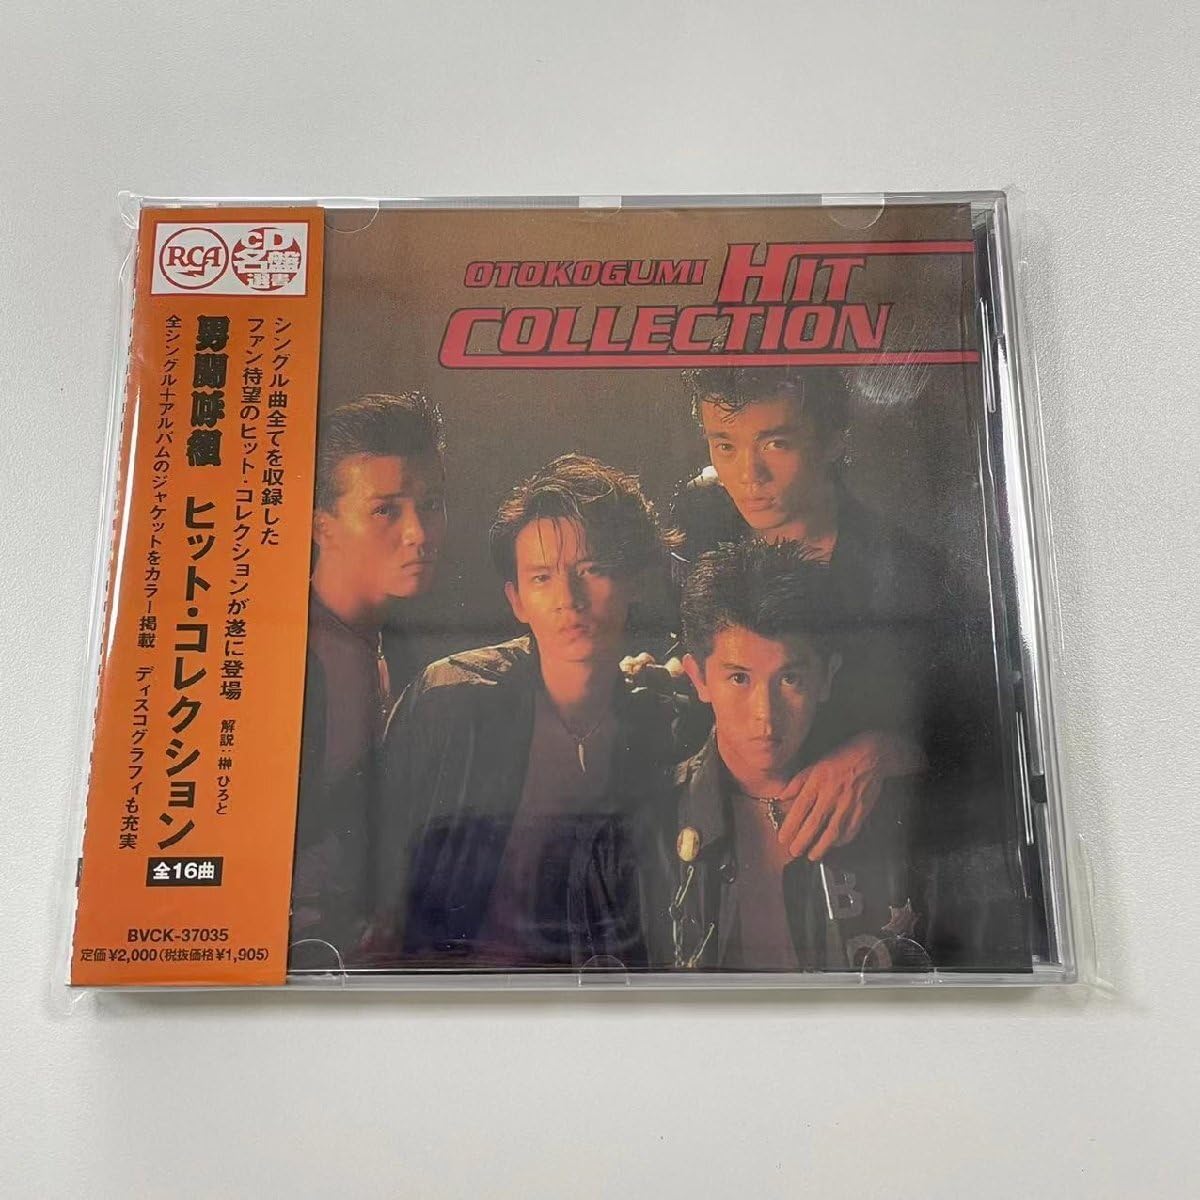 RCA
CD
名盤
選書
シングル曲全てを収録した
ファン待望のヒット・コレクションが遂に登場
解説:榊 ひろと
男闘呼組 ヒット・コレクション
全シングル+アルバムのジャケットをカラー掲載 ディスコグラフィも充実
全16曲
BVCK-37035
定価¥2,000(税抜価格¥1,905)
OTOKOGUMI HIT
COLLECTION
B